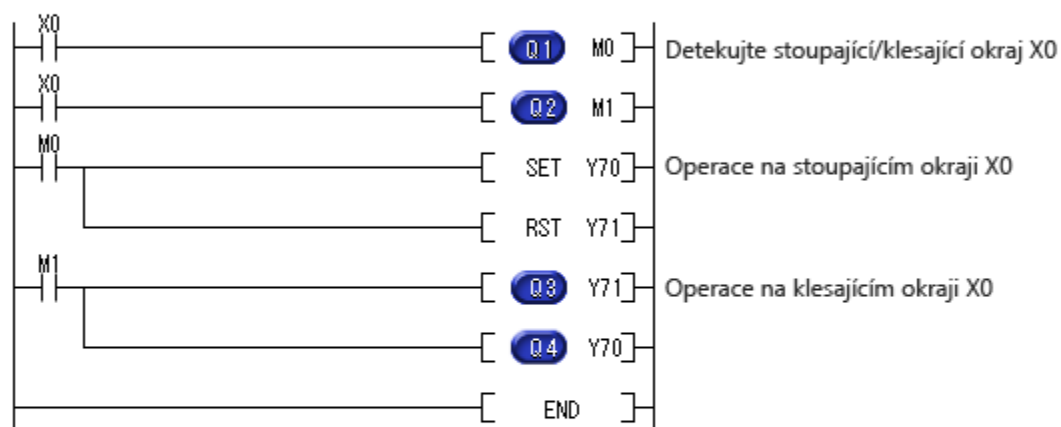 X0
Q1 M0 Detekujte stoupající/klesající okraj X0
X0
Q2 M1
M0
SET Y70 Operace na stoupajícím okraji X0
RST Y71
M1
Q3 Y71 Operace na klesajícím okraji X0
Q4 Y70
END